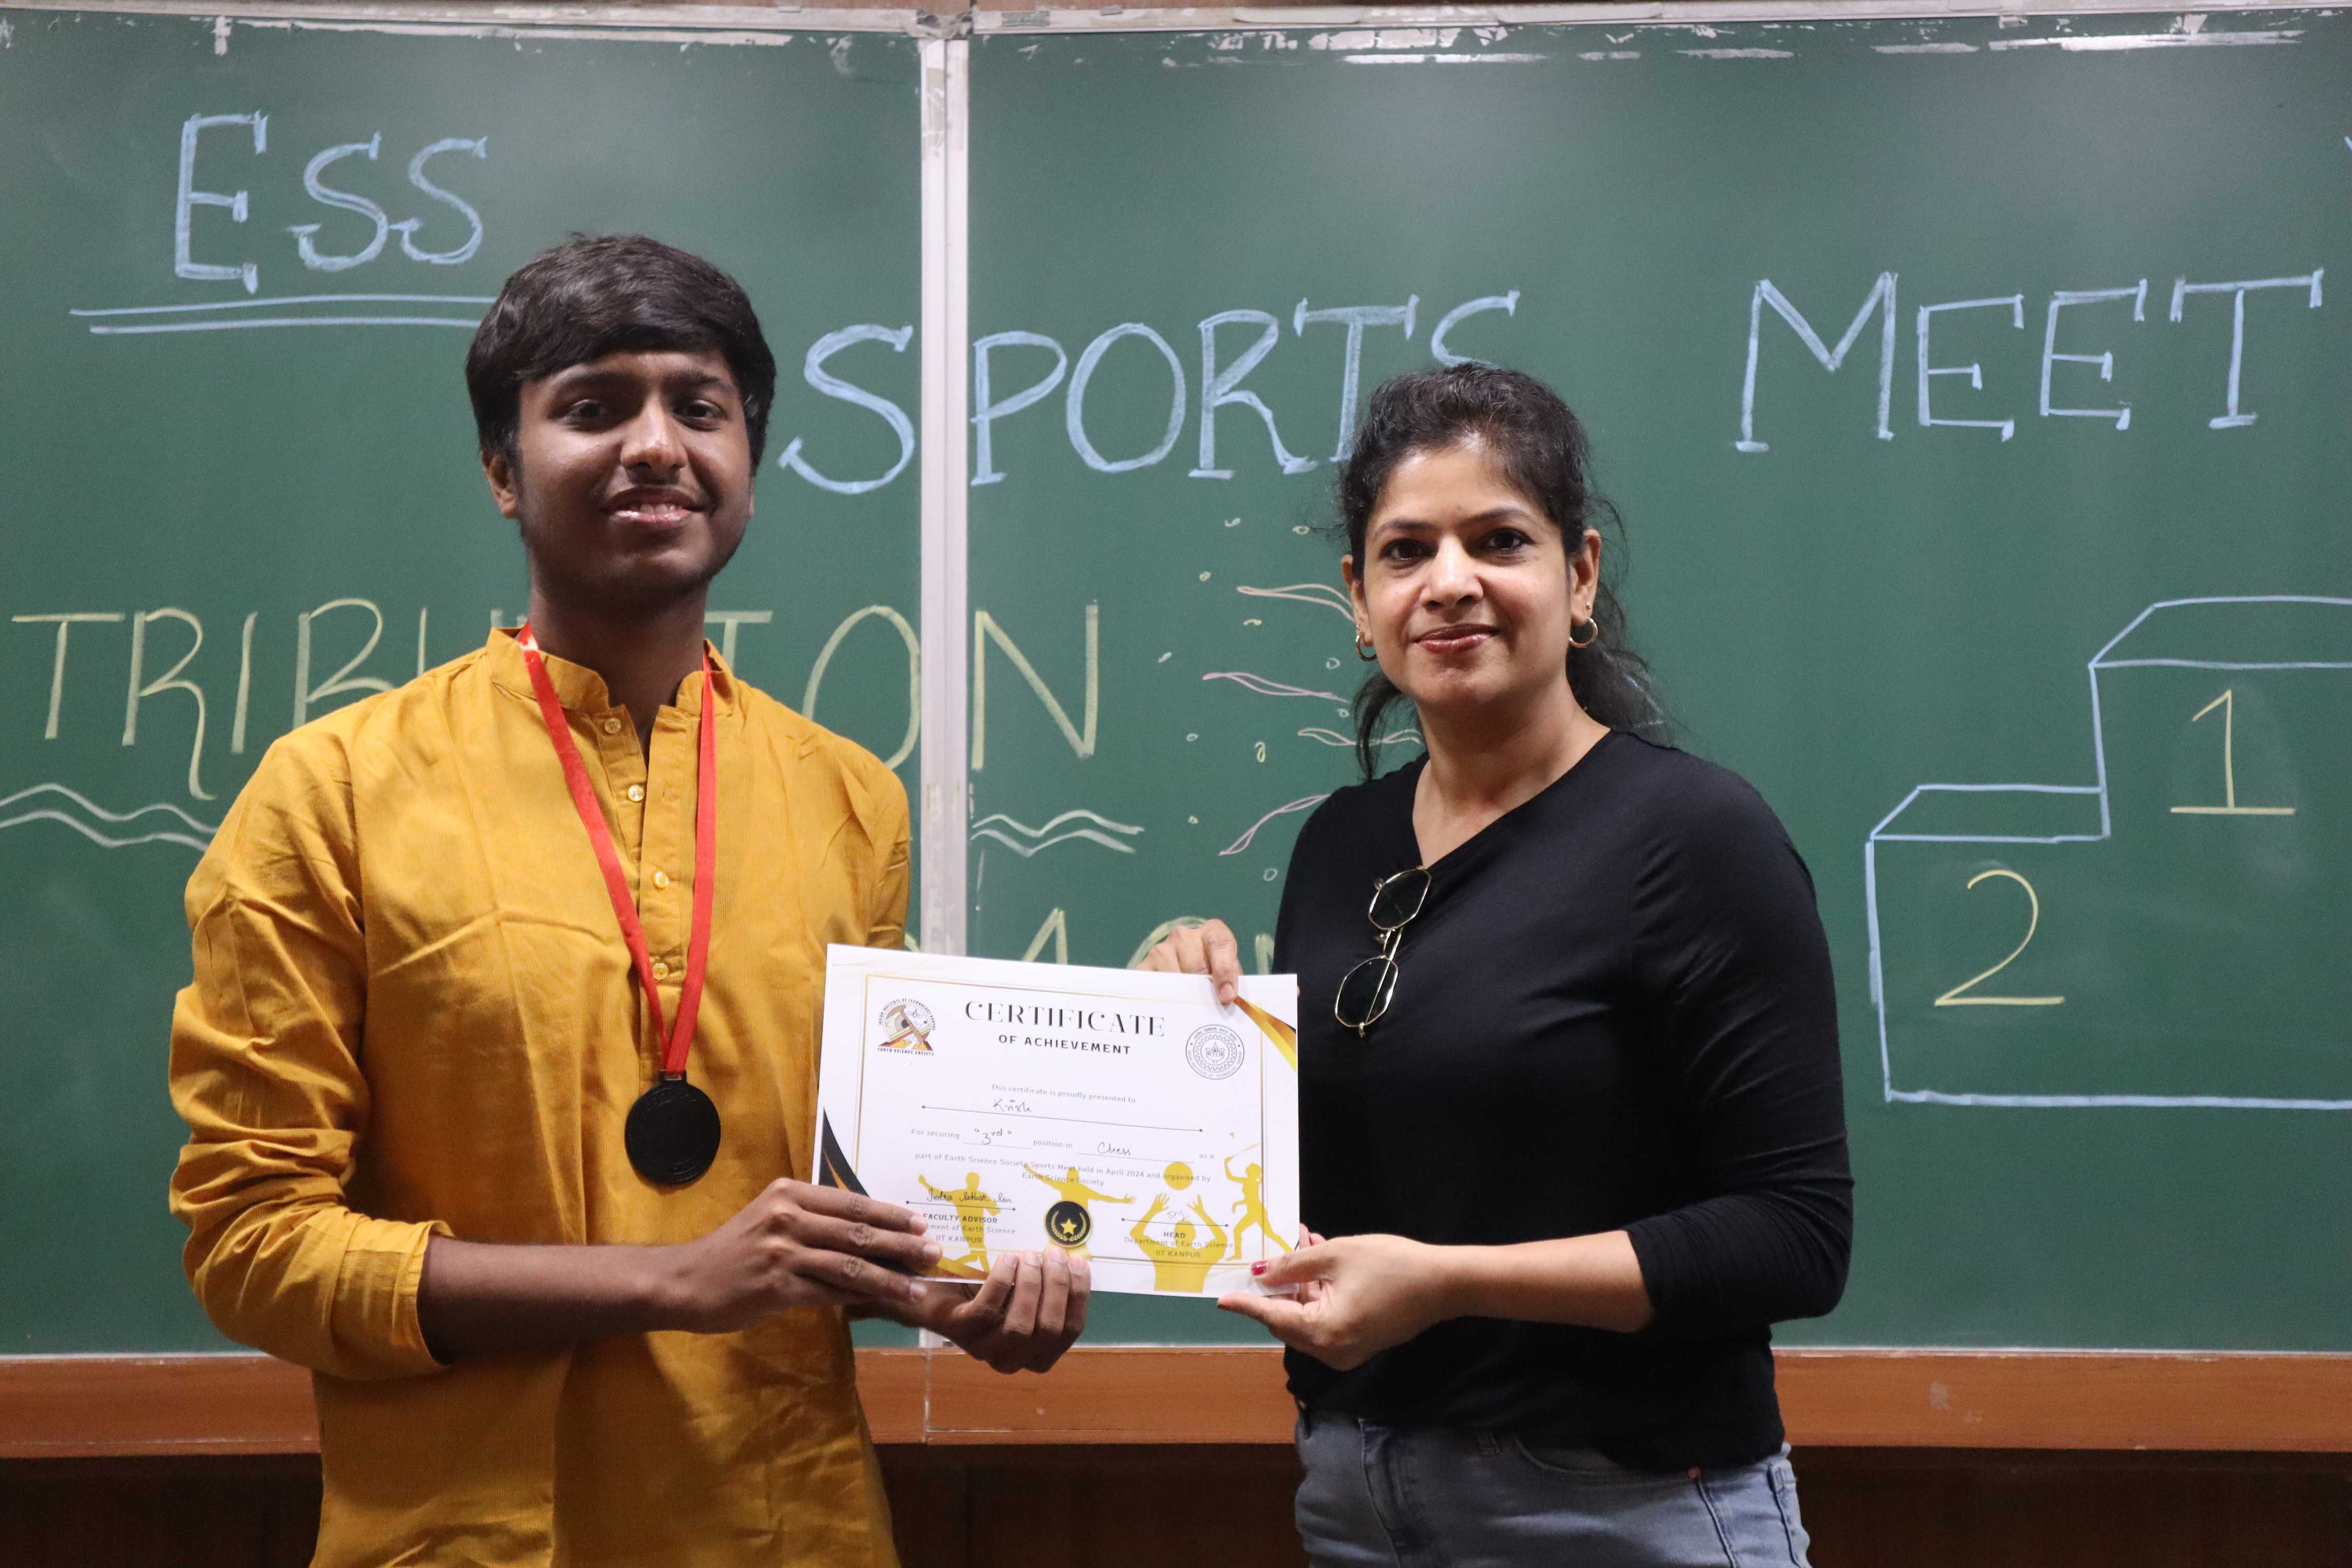 ESS
SPORTS MEET
TRIBUTION
1
2
CERTIFICATE
OF ACHIEVEMENT
EARTH SCIENCE SOCIETY
This certificate is proudly presented to
Krish
For securing "3rd" position in Chess as a
part of Earth Science Society Sports Meet held in April 2024 and organised by
Earth Science Society.
FACULTY ADVISOR
Department of Earth Science
IIT KANPUR
HEAD
Department of Earth Science
IIT KANPUR